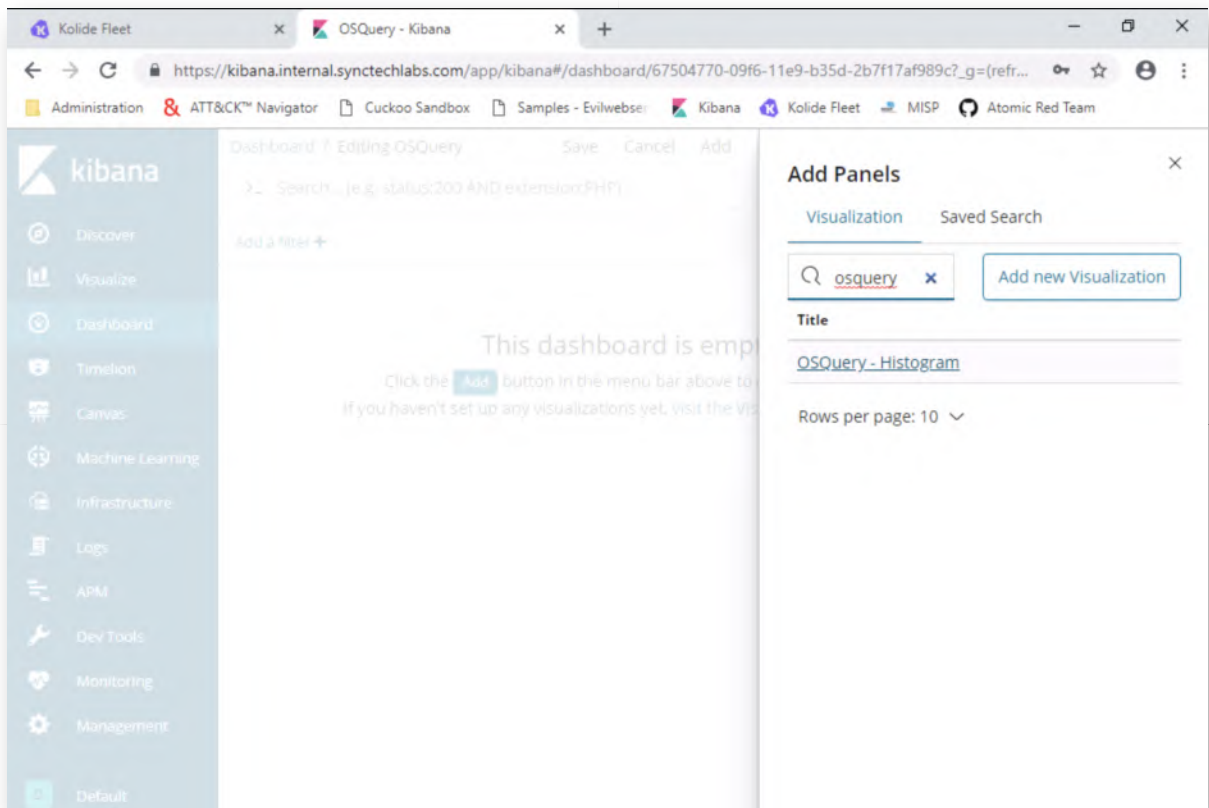 Kolide Fleet
OSQuery - Kibana
https://kibana.internal.synctechlabs.com/app/kibana#/dashboard/67504770-09f6-11e9-b35d-2b7f17af989c?_g=(refr...
Administration ATT&CK™ Navigator Cuckoo Sandbox Samples - Evilwebser Kibana Kolide Fleet MISP Atomic Red Team
kibana
Discover
Visualize
Dashboard
Timelion
Canvas
Machine Learning
Infrastructure
Logs
APM
Dev Tools
Monitoring
Management
D Default
Dashboard / Editing OSQuery Save Cancel Add
>_ Search... (e.g. status:200 AND extension:PHP)
Add a filter +
This dashboard is emp
Click the Add button in the menu bar above to
If you haven't set up any visualizations yet, visit the Vis
Add Panels
Visualization Saved Search
osquery
Add new Visualization
Title
OSQuery - Histogram
Rows per page: 10